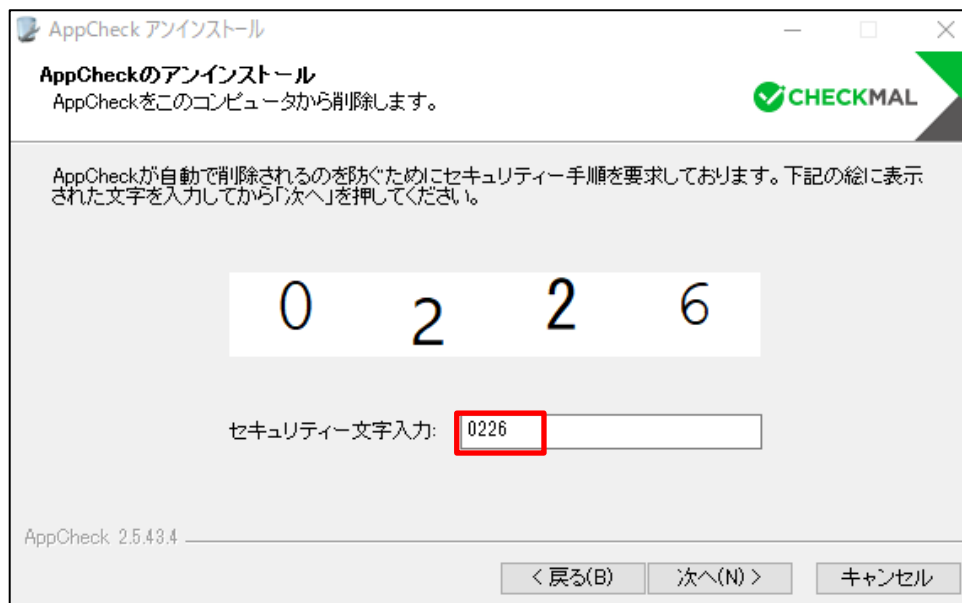 AppCheck アンインストール
AppCheckのアンインストール
AppCheckをこのコンピュータから削除します。
CHECKMAL
AppCheckが自動で削除されるのを防ぐためにセキュリティー手順を要求しております。下記の絵に表示
された文字を入力してから「次へ」を押してください。
0 2 2 6
セキュリティー文字入力: 0226
AppCheck 2.5.43.4
< 戻る(B) 次へ(N) > キャンセル